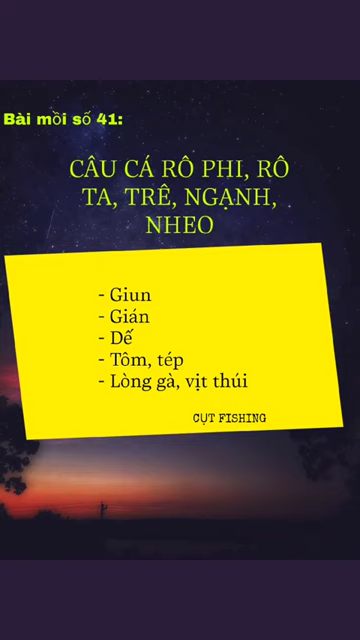 Bài mồi số 41:
CÂU CÁ RÔ PHI, RÔ
TA, TRÊ, NGẠNH,
NHEO
- Giun
- Gián
- Dế
- Tôm, tép
- Lòng gà, vịt thúi
CỤT FISHING